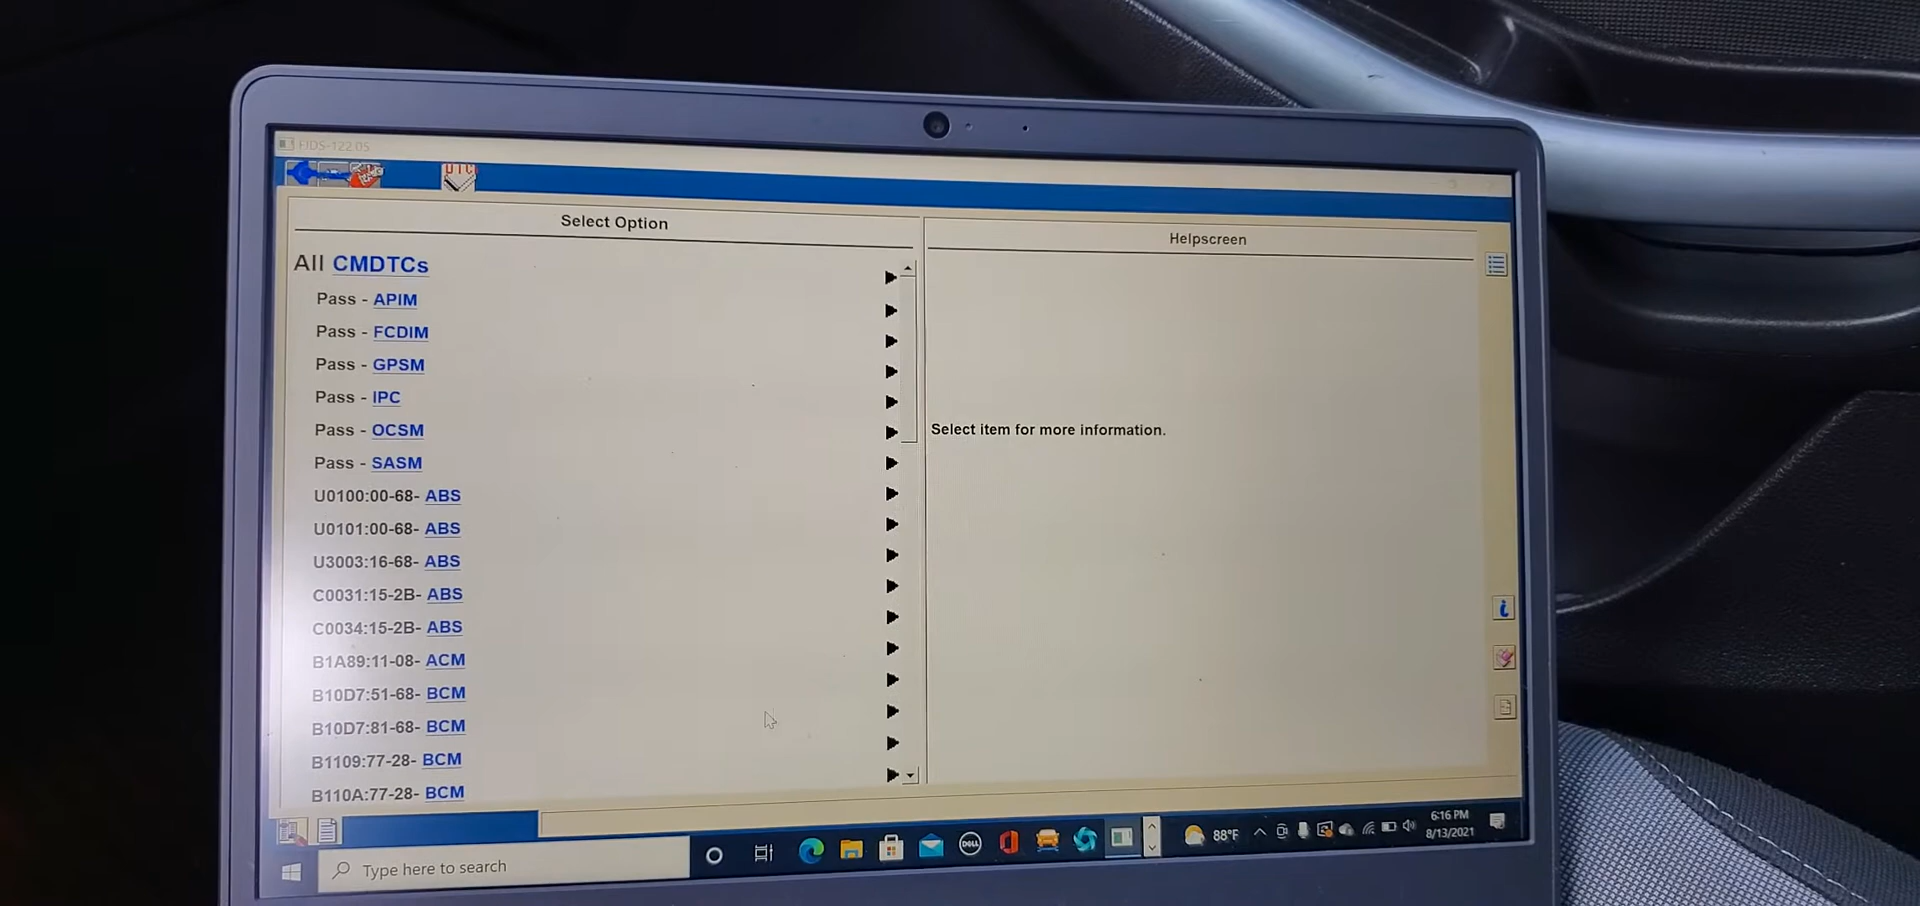 FIDS-122.05
DTC
Select Option
Helpscreen
All CMDTCs
Pass - APIM
Pass - FCDIM
Pass - GPSM
Pass - IPC
Pass - OCSM
Pass - SASM
U0100:00-68- ABS
U0101:00-68- ABS
U3003:16-68- ABS
C0031:15-2B- ABS
C0034:15-2B- ABS
B1A89:11-08- ACM
B10D7:51-68- BCM
B10D7:81-68- BCM
B1109:77-28- BCM
B110A:77-28- BCM
Select item for more information.
i
Type here to search
DELL
88°F
6:16 PM
8/13/2021